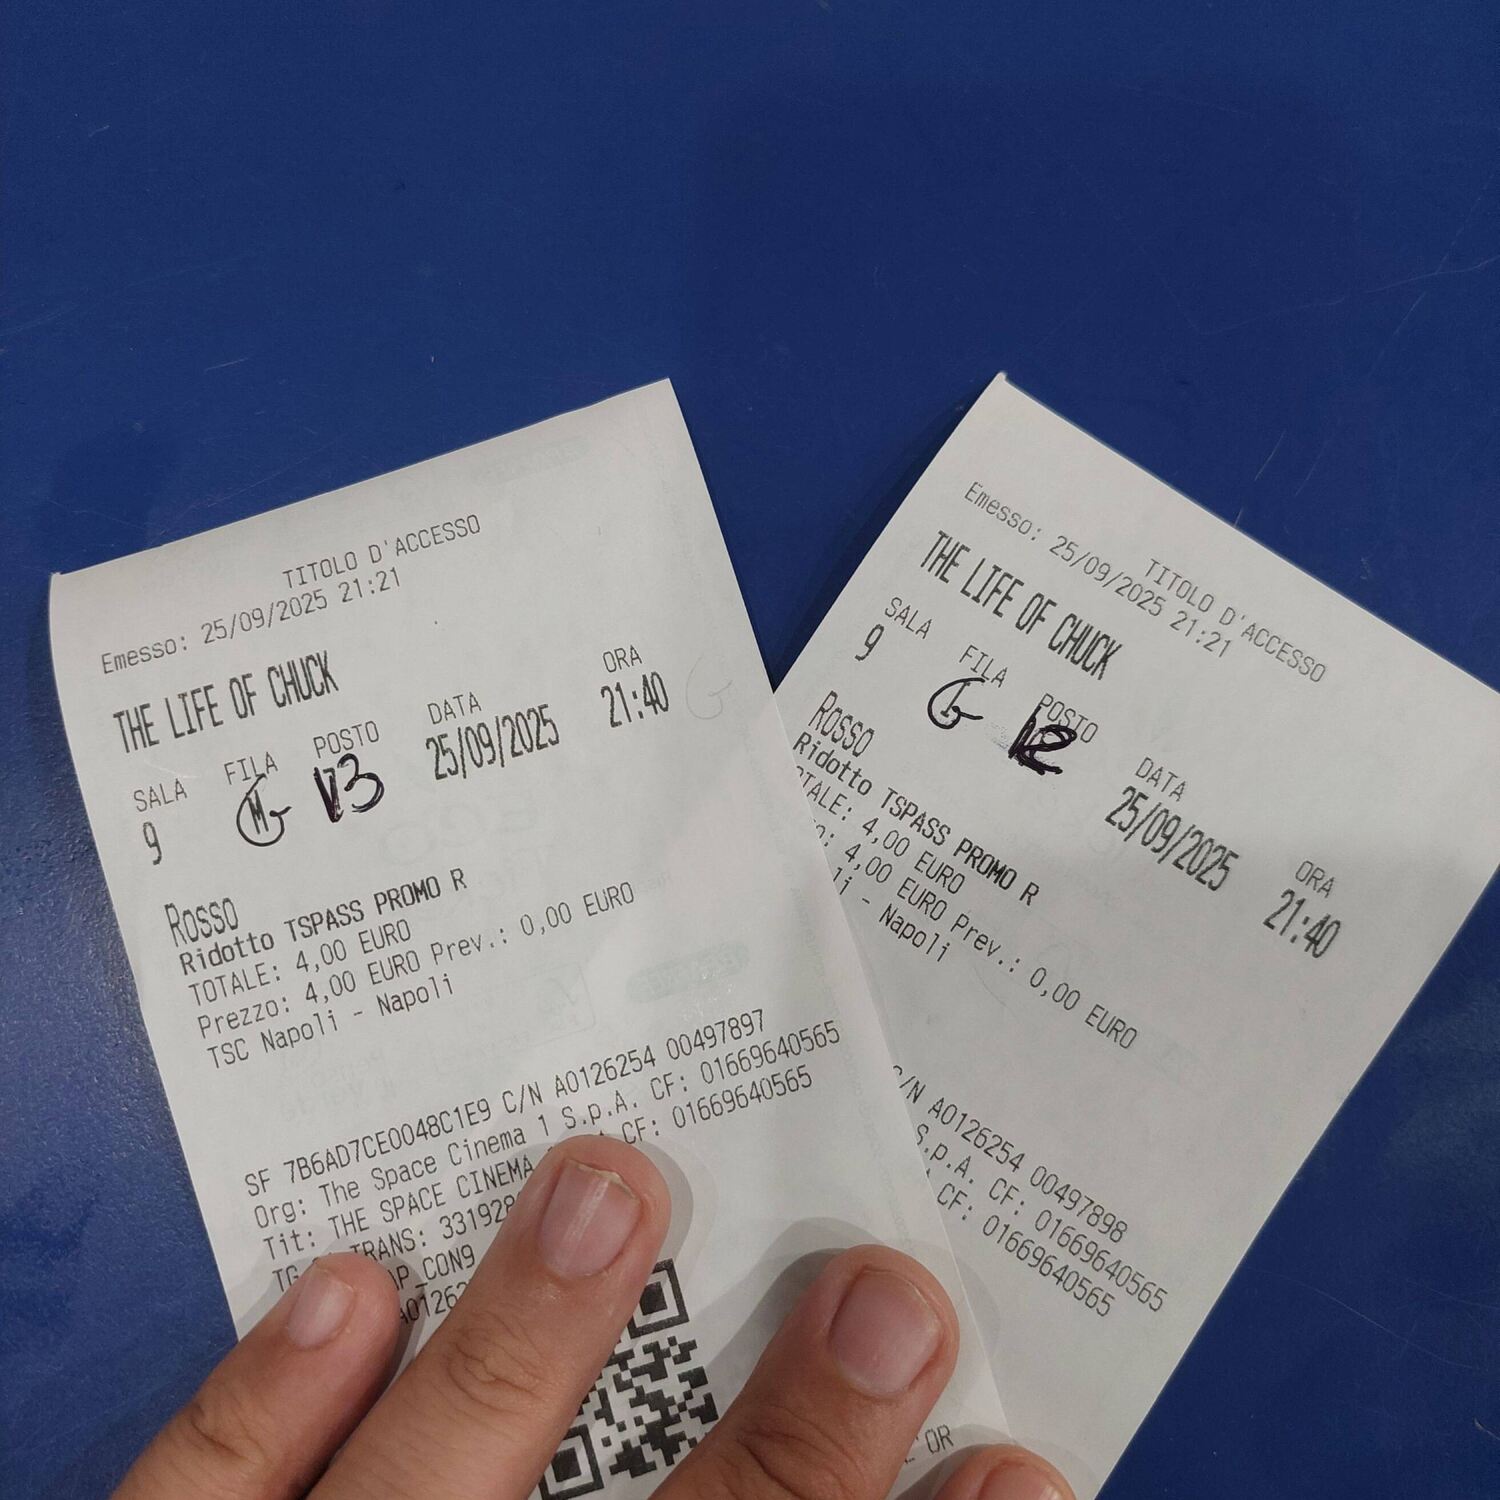 TITOLO D'ACCESSO
Emesso: 25/09/2025 21:21
THE LIFE OF CHUCK
SALA FILA POSTO DATA ORA
9 G 13 25/09/2025 21:40
Rosso
Ridotto TSPASS PROMO R
TOTALE: 4,00 EURO
Prezzo: 4,00 EURO Prev.: 0,00 EURO
TSC Napoli - Napoli
SF 7B6AD7CE0048C1E9 C/N A0126254 00497897
Org: The Space Cinema 1 S.p.A. CF: 01669640565
Tit: THE SPACE CINEMA CF: 01669640565
TRANS: 331928
CON9
TITOLO D'ACCESSO
Emesso: 25/09/2025 21:21
THE LIFE OF CHUCK
SALA FILA POSTO DATA ORA
9 G 12 25/09/2025 21:40
Rosso
Ridotto TSPASS PROMO R
TALE: 4,00 EURO
4,00 EURO Prev.: 0,00 EURO
- Napoli
C/N A0126254 00497898
S.p.A. CF: 01669640565
CF: 01669640565